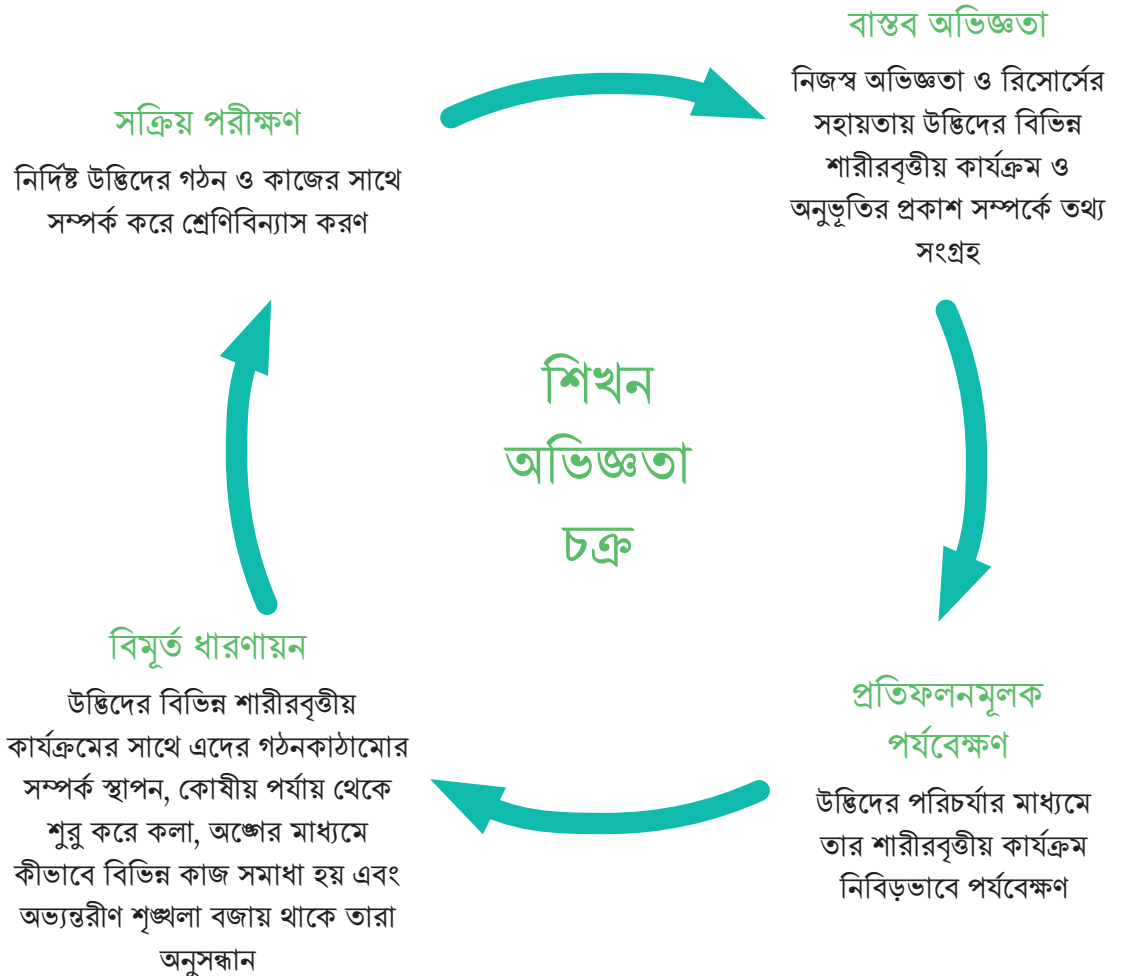 বাস্তব অভিজ্ঞতা
নিজস্ব অভিজ্ঞতা ও রিসোর্সের
সহায়তায় উদ্ভিদের বিভিন্ন
শারীরবৃত্তীয় কার্যক্রম ও
অনুভূতির প্রকাশ সম্পর্কে তথ্য
সংগ্রহ
প্রতিফলনমূলক
পর্যবেক্ষণ
উদ্ভিদের পরিচর্যার মাধ্যমে
তার শারীরবৃত্তীয় কার্যক্রম
নিবিড়ভাবে পর্যবেক্ষণ
বিমূর্ত ধারণায়ন
উদ্ভিদের বিভিন্ন শারীরবৃত্তীয়
কার্যক্রমের সাথে এদের গঠনকাঠামোর
সম্পর্ক স্থাপন, কোষীয় পর্যায় থেকে
শুরু করে কলা, অঙ্গের মাধ্যমে
কীভাবে বিভিন্ন কাজ সমাধা হয় এবং
অভ্যন্তরীণ শৃঙ্খলা বজায় থাকে তারা
অনুসন্ধান
সক্রিয় পরীক্ষণ
নির্দিষ্ট উদ্ভিদের গঠন ও কাজের সাথে
সম্পর্ক করে শ্রেণিবিন্যাস করণ
শিখন
অভিজ্ঞতা
চক্র